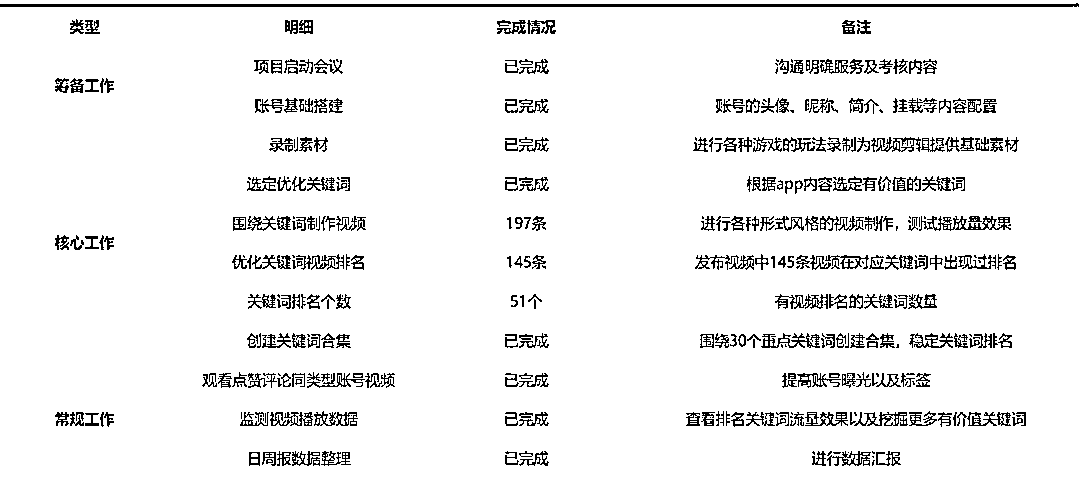 类型 明细 完成情况 备注
筹备工作
项目启动会议 已完成 沟通明确服务及考核内容
账号基础搭建 已完成 账号的头像、昵称、简介、挂载等内容配置
核心工作
录制素材 已完成 进行各种游戏的玩法录制为视频剪辑提供基础素材
选定优化关键词 已完成 根据app内容选定有价值的关键词
围绕关键词制作视频 197条 进行各种形式风格的视频制作，测试播放量效果
优化关键词视频排名 145条 发布视频中145条视频在对应关键词中出现过排名
关键词排名个数 51个 有视频排名的关键词数量
创建关键词合集 已完成 围绕30个重点关键词创建合集，稳定关键词排名
常规工作
观看点赞评论同类型账号视频 已完成 提高账号曝光以及标签
监测视频播放数据 已完成 查看排名关键词流量效果以及挖掘更多有价值关键词
日周报数据整理 已完成 进行数据汇报